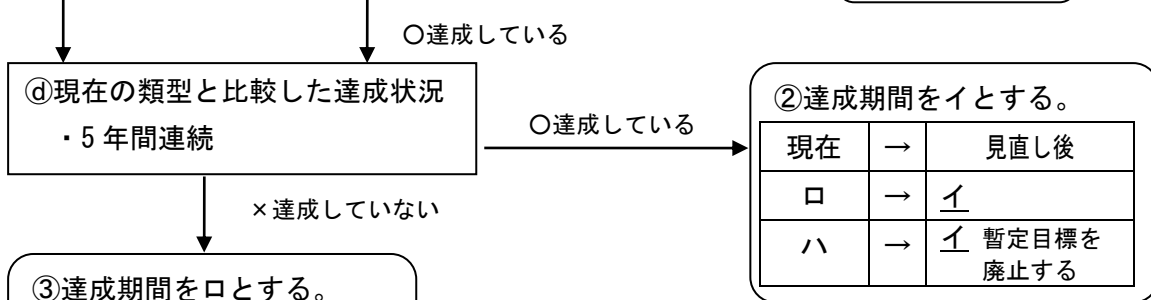 ○達成している
ⓓ現在の類型と比較した達成状況
・5年間連続
○達成している
②達成期間をイとする。
現在 → 見直し後
ロ → イ
ハ → イ 暫定目標を
廃止する
×達成していない
③達成期間をロとする。